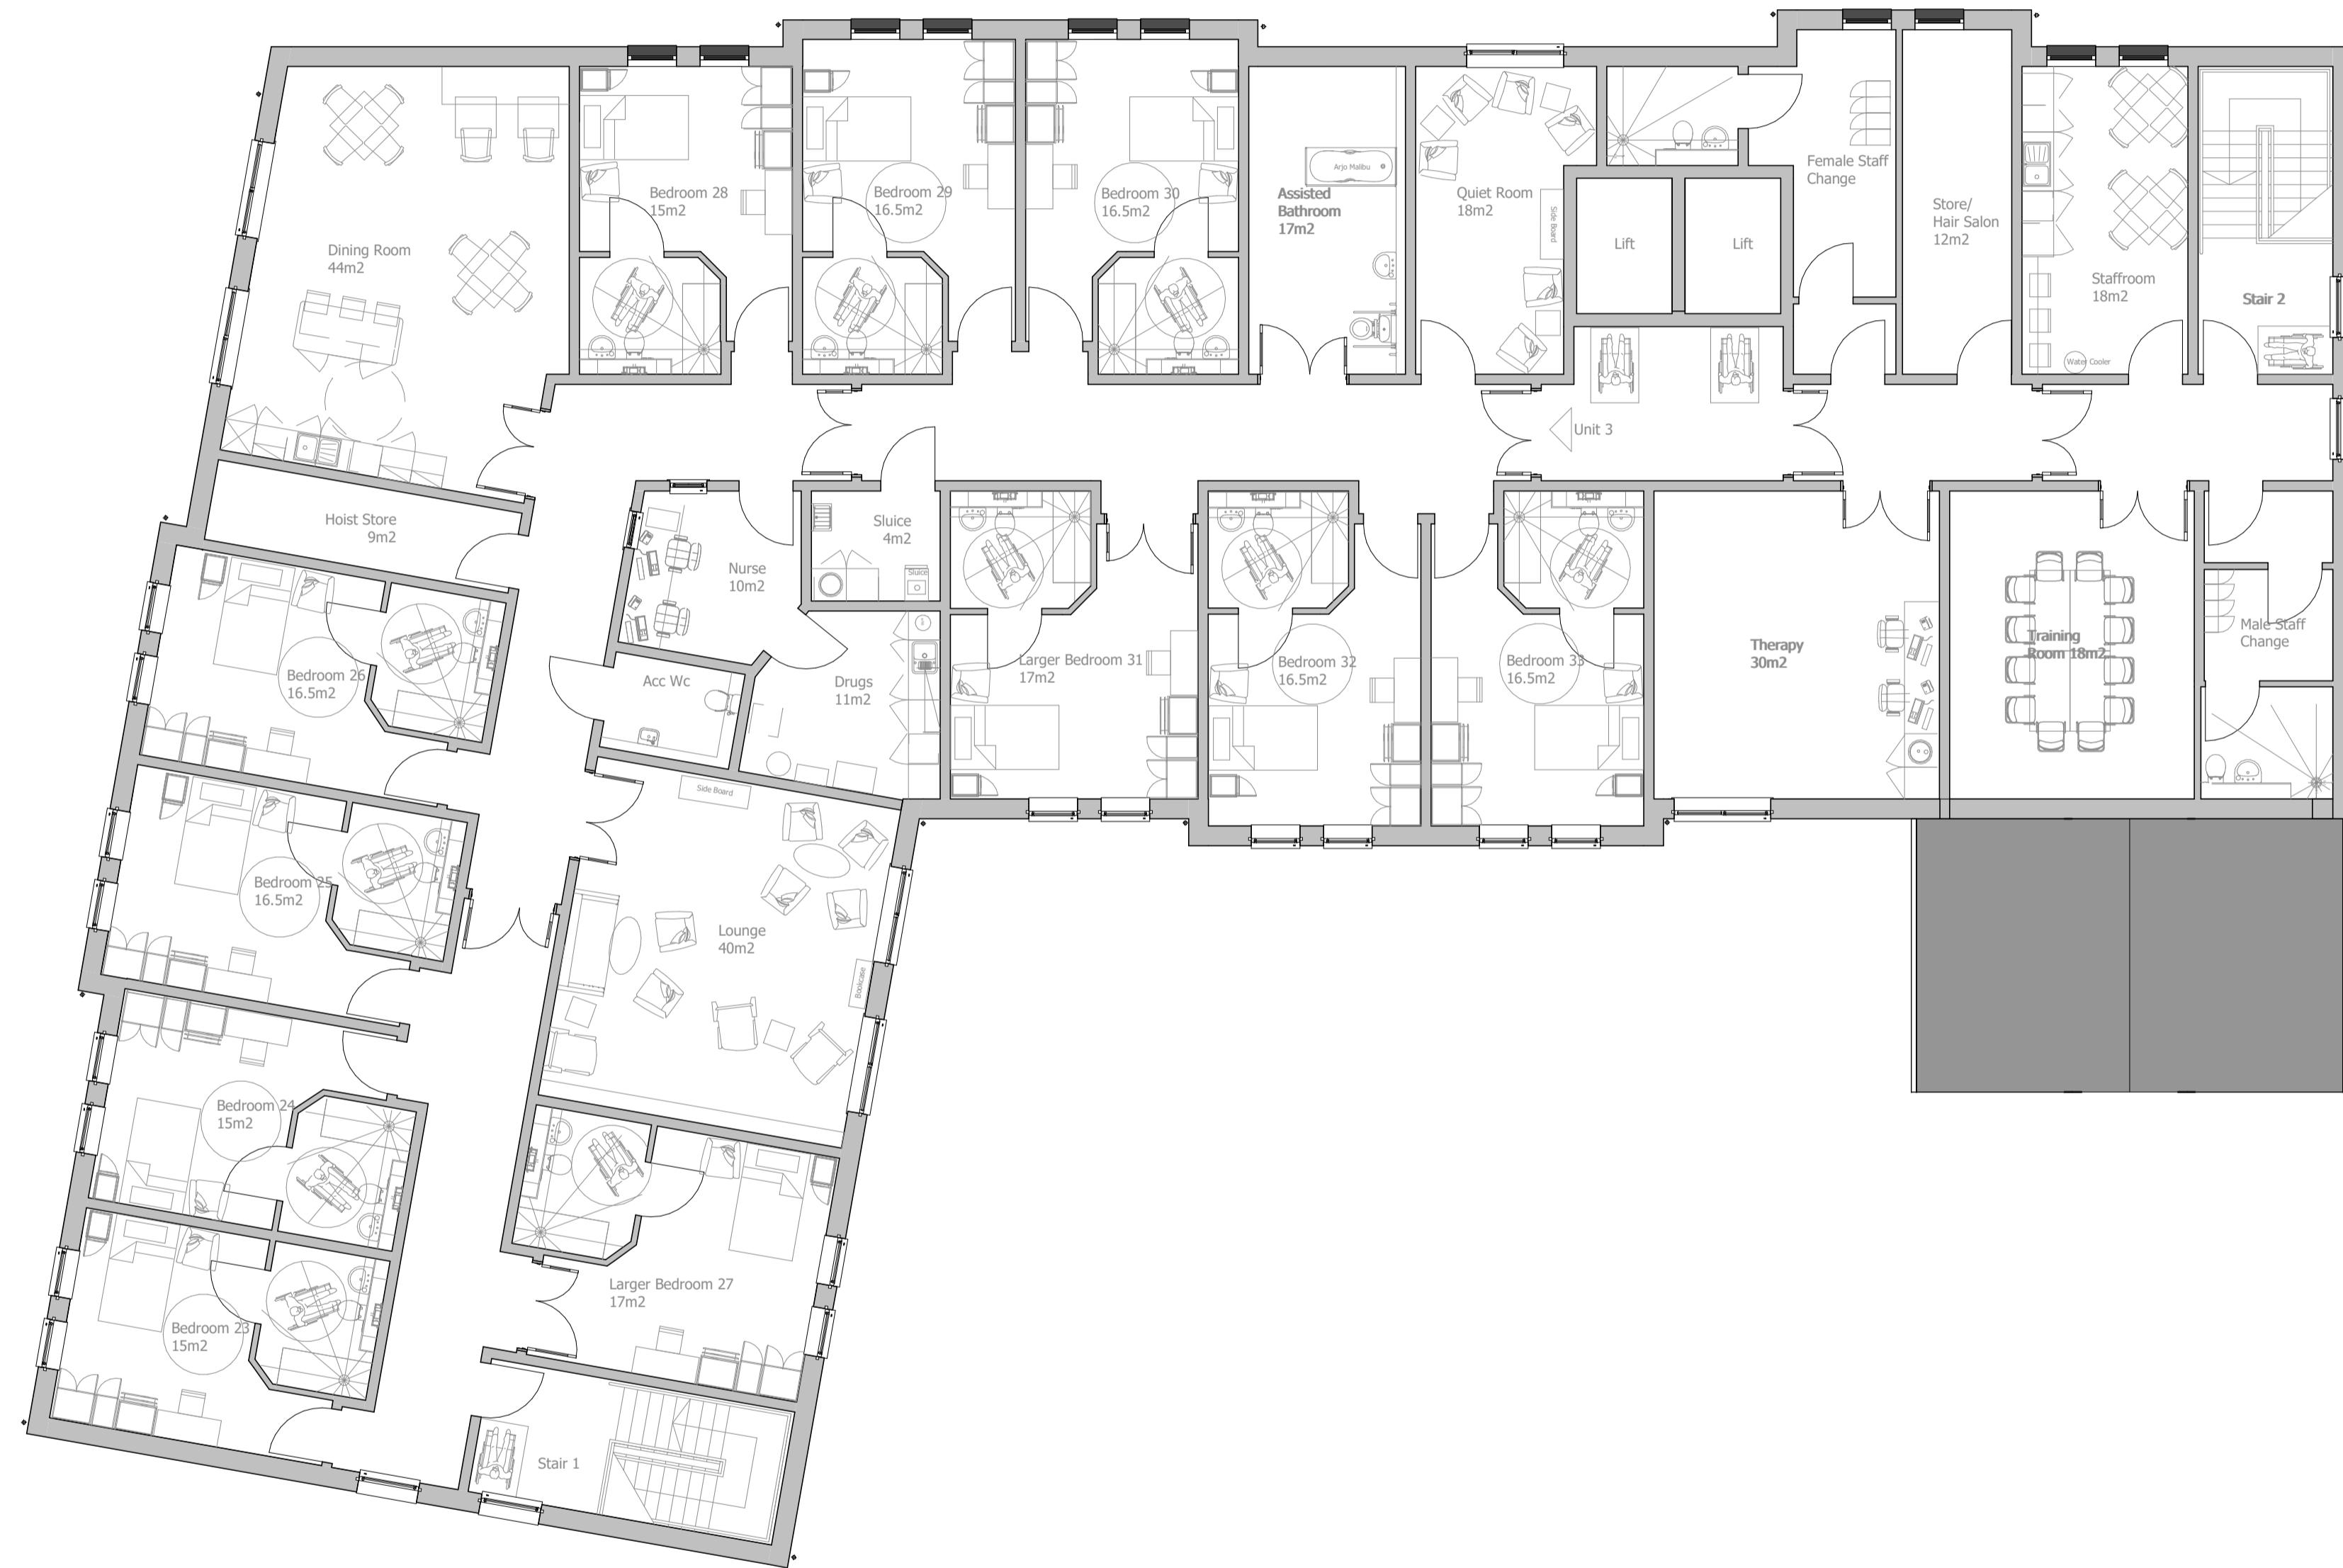 Dining Room
44m2
Bedroom 28
15m2
Bedroom 29
16.5m2
Bedroom 30
16.5m2
Assisted
Bathroom
17m2
Arjo Malibu
Quiet Room
18m2
Side Board
Lift
Lift
Female Staff
Change
Store/
Hair Salon
12m2
Staffroom
18m2
Water Cooler
Stair 2
Unit 3
Hoist Store
9m2
Nurse
10m2
Sluice
4m2
Sluice
Acc Wc
Drugs
11m2
Larger Bedroom 31
17m2
Bedroom 32
16.5m2
Bedroom 33
16.5m2
Therapy
30m2
Training
Room 18m2
Male Staff
Change
Bedroom 26
16.5m2
Side Board
Bedroom 25
16.5m2
Lounge
40m2
Bookcase
Bedroom 24
15m2
Larger Bedroom 27
17m2
Bedroom 23
15m2
Stair 1